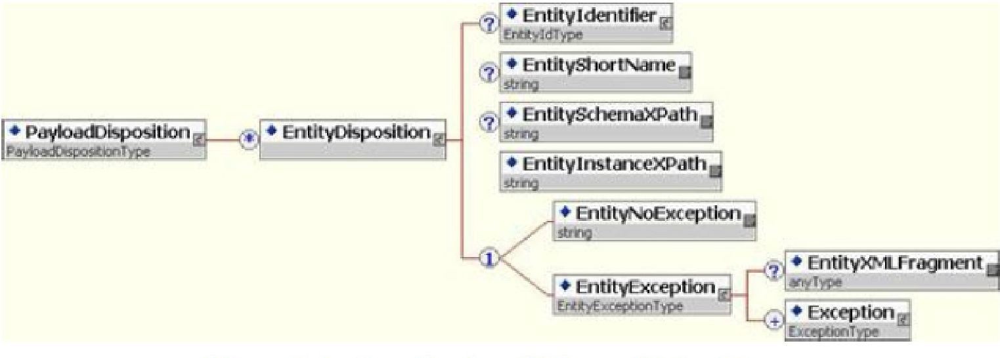 ?
EntityIdentifier
EntityIdType
?
EntityShortName
string
?
EntitySchemaXPath
string
PayloadDisposition
PayloadDispositionType
*
EntityDisposition
EntityInstanceXPath
string
EntityNoException
string
1
EntityException
EntityExceptionType
?
EntityXMLFragment
anyType
+
Exception
ExceptionType